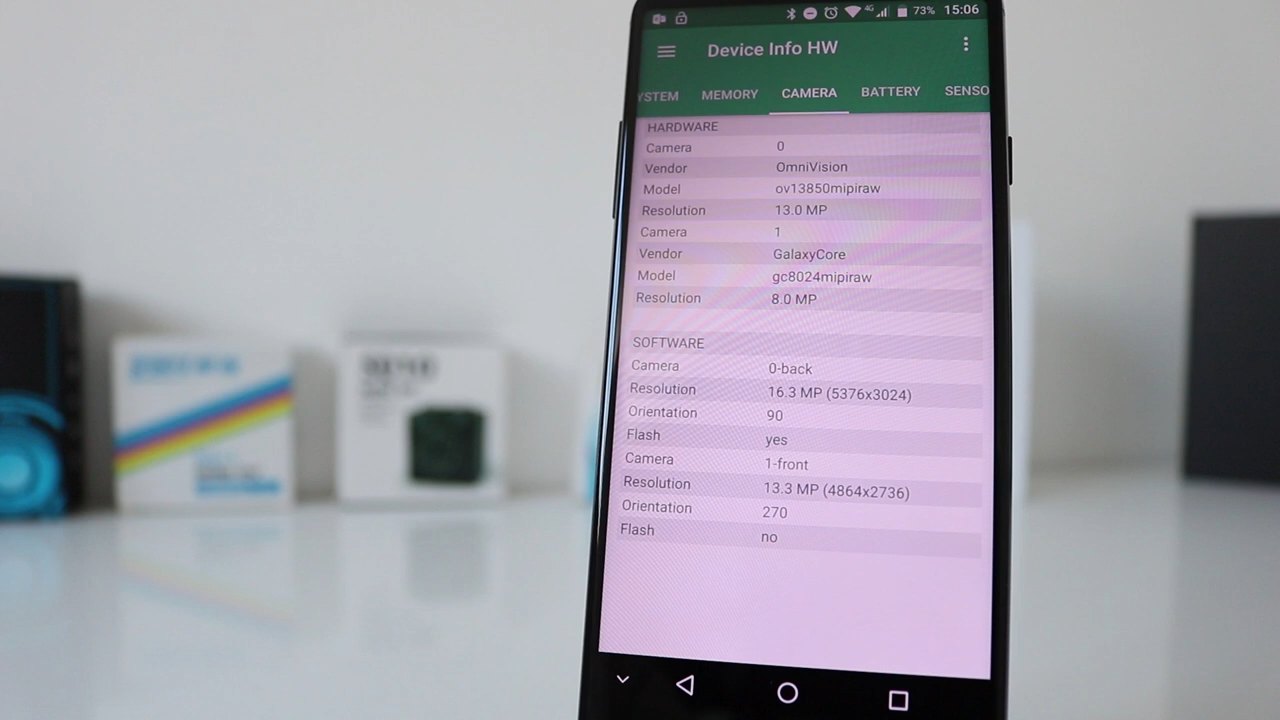 4G 73% 15:06
Device Info HW
YSTEM MEMORY CAMERA BATTERY SENSO
HARDWARE
Camera 0
Vendor OmniVision
Model ov13850mipiraw
Resolution 13.0 MP
Camera 1
Vendor GalaxyCore
Model gc8024mipiraw
Resolution 8.0 MP
SOFTWARE
Camera 0-back
Resolution 16.3 MP (5376x3024)
Orientation 90
Flash yes
Camera 1-front
Resolution 13.3 MP (4864x2736)
Orientation 270
Flash no